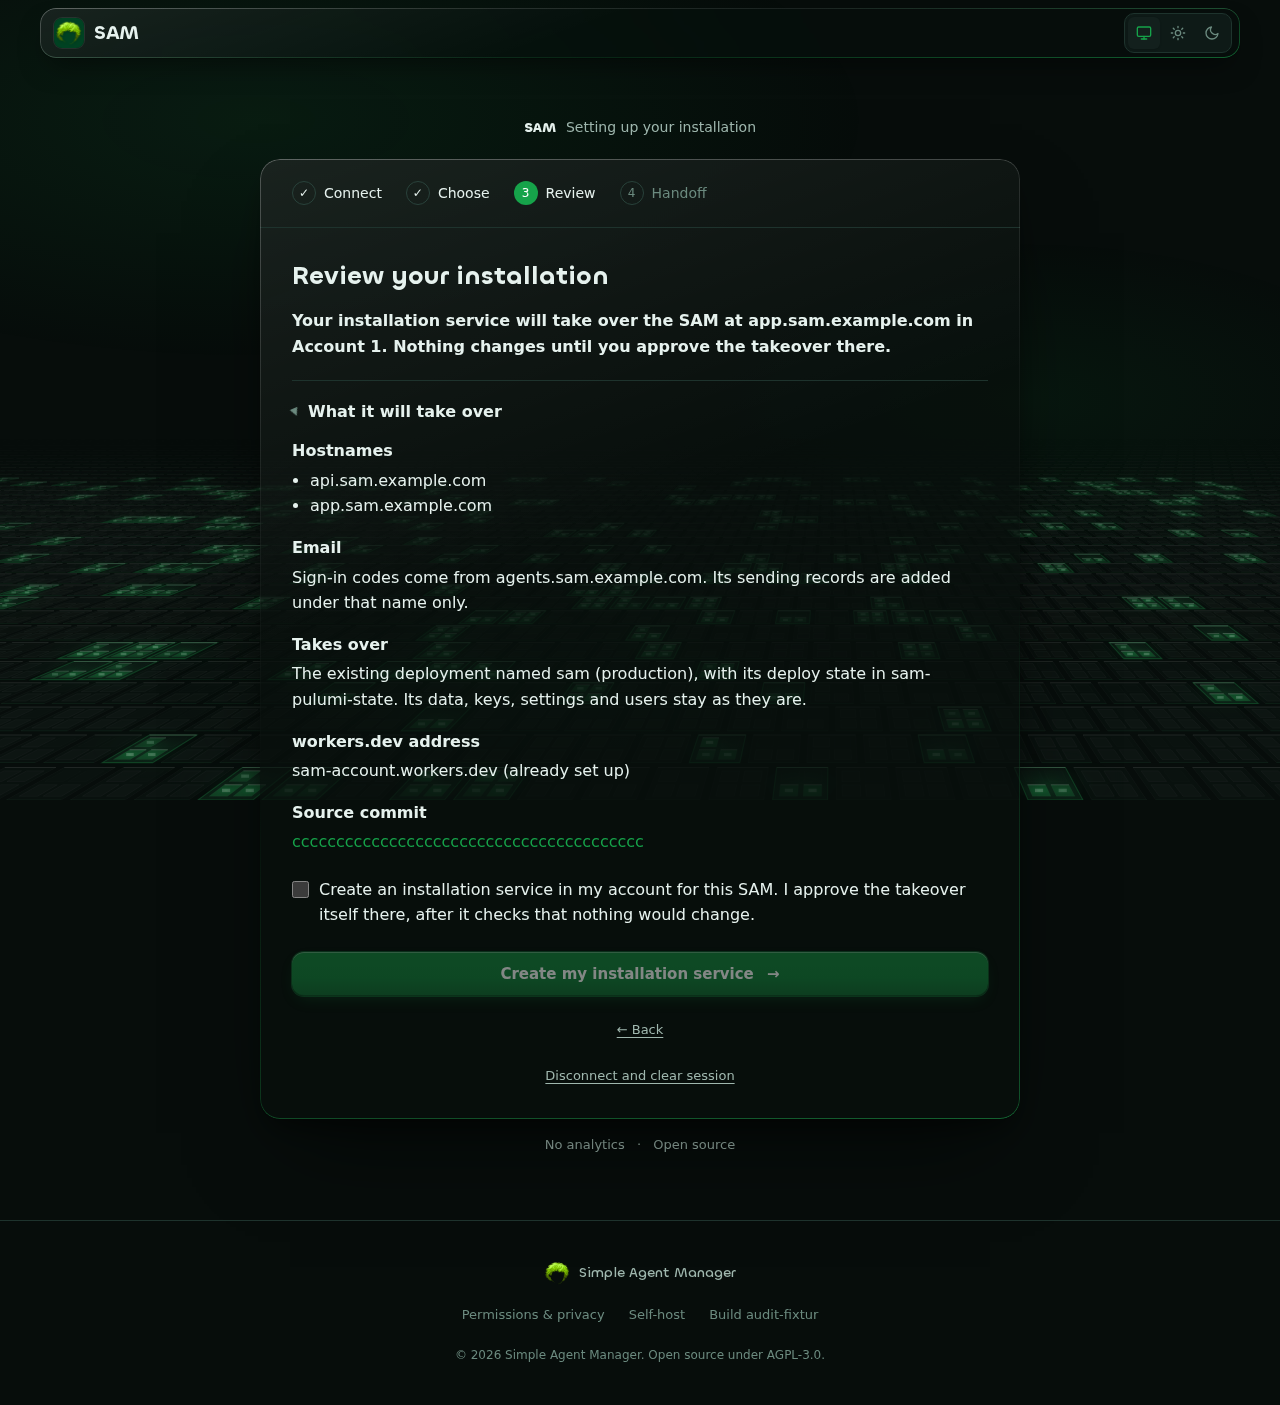 SAM
SAM Setting up your installation
✓ Connect ✓ Choose 3 Review 4 Handoff
Review your installation
Your installation service will take over the SAM at app.sam.example.com in
Account 1. Nothing changes until you approve the takeover there.
What it will take over
Hostnames
• api.sam.example.com
• app.sam.example.com
Email
Sign-in codes come from agents.sam.example.com. Its sending records are added
under that name only.
Takes over
The existing deployment named sam (production), with its deploy state in sam-
pulumi-state. Its data, keys, settings and users stay as they are.
workers.dev address
sam-account.workers.dev (already set up)
Source commit
cccccccccccccccccccccccccccccccccccccccc
Create an installation service in my account for this SAM. I approve the takeover
itself there, after it checks that nothing would change.
Create my installation service →
← Back
Disconnect and clear session
No analytics · Open source
Simple Agent Manager
Permissions & privacy Self-host Build audit-fixtur
© 2026 Simple Agent Manager. Open source under AGPL-3.0.